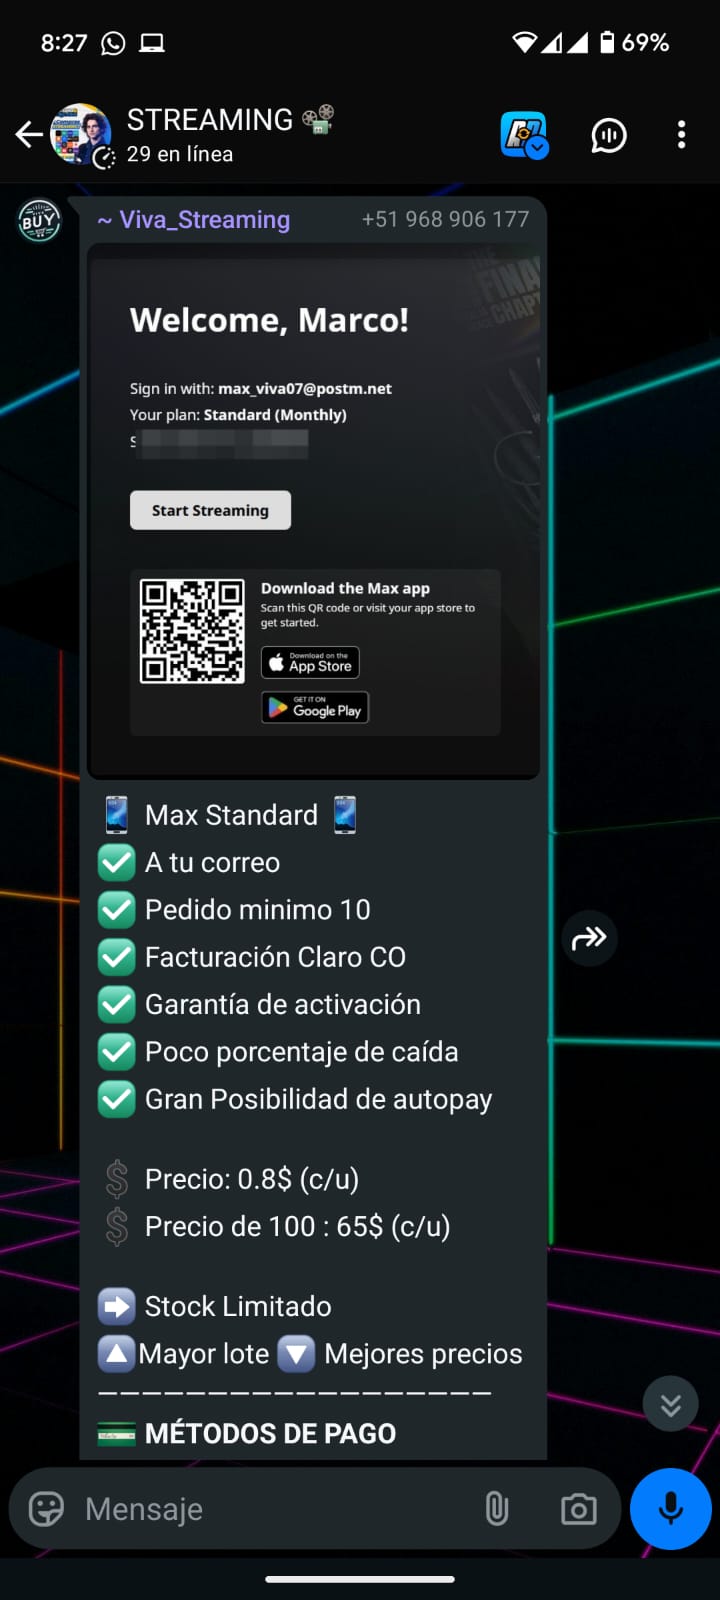 8:27
69%
STREAMING
29 en línea
BUY
~ Viva_Streaming +51 968 906 177
THE
FINAL
CHAP
Welcome, Marco!
Sign in with: max_viva07@postm.net
Your plan: Standard (Monthly)
S
Start Streaming
Download the Max app
Scan this QR code or visit your app store to
get started.
Download on the
App Store
GET IT ON
Google Play
Max Standard
A tu correo
Pedido minimo 10
Facturación Claro CO
Garantía de activación
Poco porcentaje de caída
Gran Posibilidad de autopay
Precio: 0.8$ (c/u)
Precio de 100 : 65$ (c/u)
Stock Limitado
Mayor lote Mejores precios
——————————————————
MÉTODOS DE PAGO
Mensaje